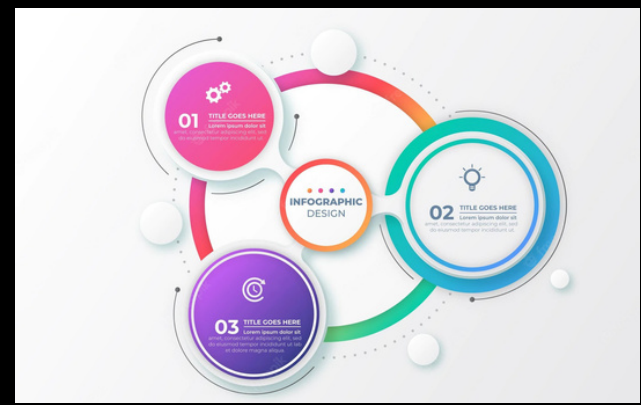 01
TITLE GOES HERE
Lorem ipsum dolor sit
amet, consectetur adipiscing elit, sed
do eiusmod tempor incididunt ut.
INFOGRAPHIC
DESIGN
02
TITLE GOES HERE
Lorem ipsum dolor sit
amet, consectetur adipiscing elit, sed
do eiusmod tempor incididunt ut.
03
TITLE GOES HERE
Lorem ipsum dolor sit
amet, consectetur adipiscing elit, sed
do eiusmod tempor incididunt ut lab
et dolore magna aliqua.